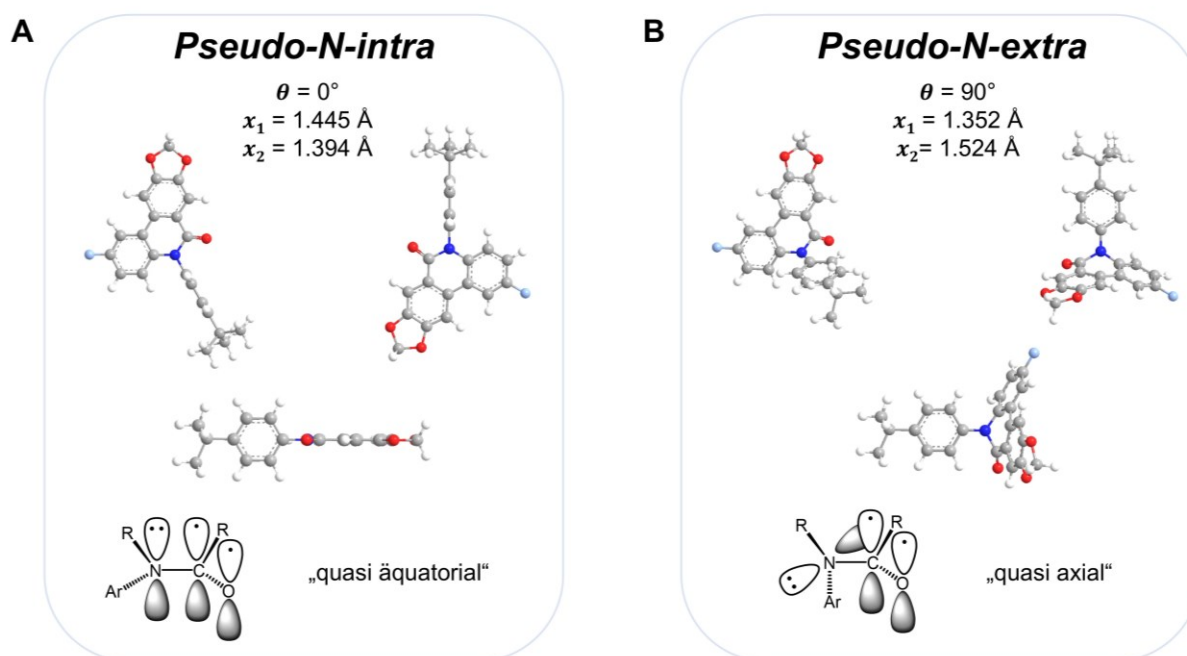 A
Pseudo-N-intra
θ = 0°
x₁ = 1.445 Å
x₂ = 1.394 Å
R
R
N
C
Ar
O
„quasi äquatorial“
B
Pseudo-N-extra
θ = 90°
x₁ = 1.352 Å
x₂= 1.524 Å
R
R
N
C
Ar
O
„quasi axial“